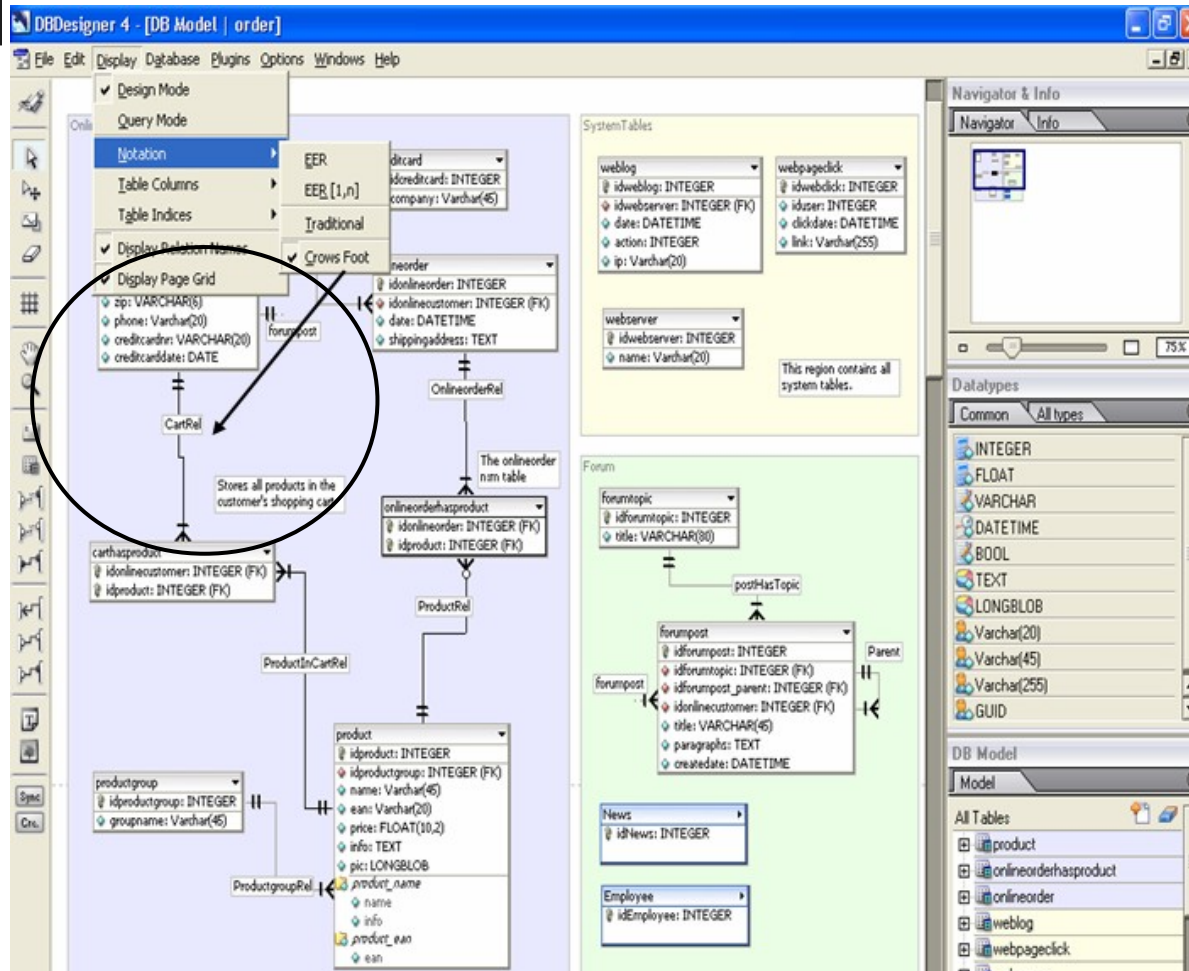 DBDesigner 4 - [DB Model | order]
File Edit Display Database Plugins Options Windows Help
Design Mode
Query Mode
Notation
Table Columns
Table Indices
Display Relation Names
Display Page Grid
EER
EER [1,n]
Traditional
Crows Foot
zip: VARCHAR(6)
phone: Varchar(20)
creditcardnr: VARCHAR(20)
creditcarddate: DATE
forumpost
idcreditcard: INTEGER
company: Varchar(45)
idonlineorder: INTEGER
idonlinecustomer: INTEGER (FK)
date: DATETIME
shippingaddress: TEXT
OnlineorderRel
CartRel
Stores all products in the
customer's shopping cart
The onlineorder
n:m table
onlineorderhasproduct
idonlineorder: INTEGER (FK)
idproduct: INTEGER (FK)
carthasproduct
idonlinecustomer: INTEGER (FK)
idproduct: INTEGER (FK)
ProductRel
ProductInCartRel
product
idproduct: INTEGER
idproductgroup: INTEGER (FK)
name: Varchar(45)
ean: Varchar(20)
price: FLOAT(10,2)
info: TEXT
pic: LONGBLOB
product_name
name
info
product_ean
ean
productgroup
idproductgroup: INTEGER
groupname: Varchar(45)
ProductgroupRel
SystemTables
weblog
idweblog: INTEGER
idwebserver: INTEGER (FK)
date: DATETIME
action: INTEGER
ip: Varchar(20)
webpageclick
idwebclick: INTEGER
iduser: INTEGER
clickdate: DATETIME
link: Varchar(255)
webserver
idwebserver: INTEGER
name: Varchar(20)
This region contains all
system tables.
Forum
forumtopic
idforumtopic: INTEGER
title: VARCHAR(80)
postHasTopic
forumpost
idforumpost: INTEGER
idforumtopic: INTEGER (FK)
idforumpost_parent: INTEGER (FK)
idonlinecustomer: INTEGER (FK)
title: VARCHAR(45)
paragraphs: TEXT
createdate: DATETIME
Parent
forumpost
News
idNews: INTEGER
Employee
idEmployee: INTEGER
Navigator & Info
Navigator Info
75%
Datatypes
Common All types
INTEGER
FLOAT
VARCHAR
DATETIME
BOOL
TEXT
LONGBLOB
Varchar(20)
Varchar(45)
Varchar(255)
GUID
DB Model
Model
All Tables
product
onlineorderhasproduct
onlineorder
weblog
webpageclick
Sync
Cre.